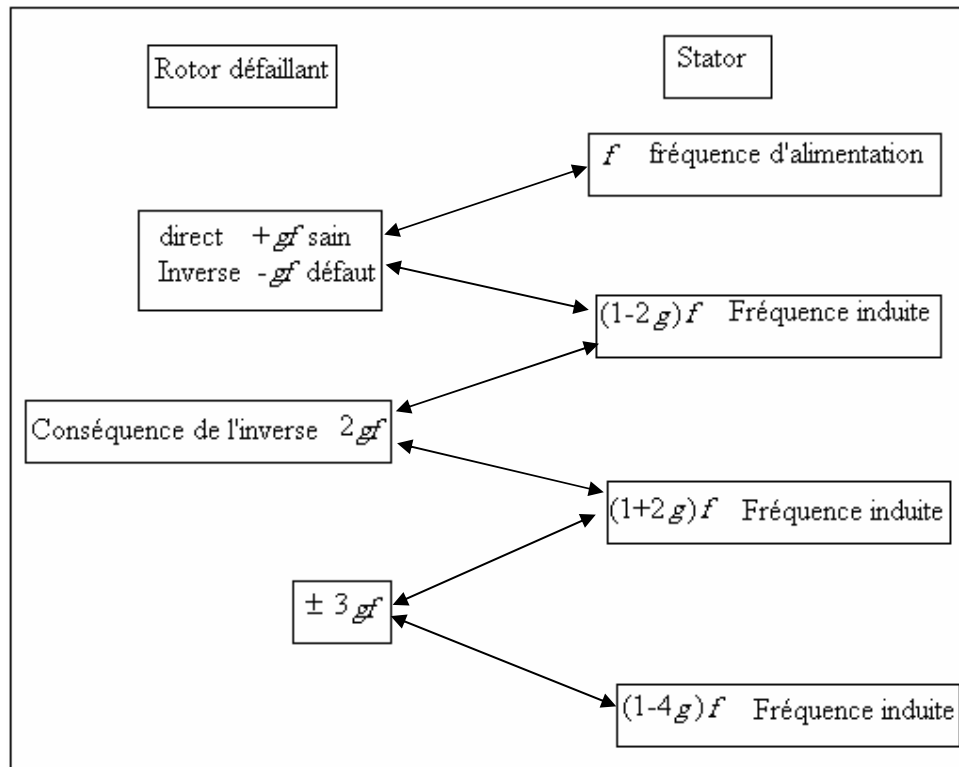 Rotor défaillant
Stator
f fréquence d'alimentation
direct +gf sain
Inverse -gf défaut
(1-2g)f Fréquence induite
Conséquence de l'inverse 2gf
(1+2g)f Fréquence induite
± 3gf
(1-4g)f Fréquence induite